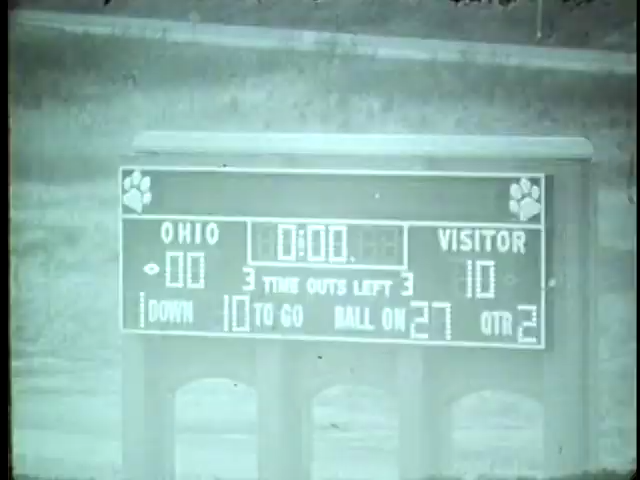 OHIO 0:00 VISITOR
00 3 TIME OUTS LEFT 3 10
1 DOWN 10 TO GO BALL ON 27 QTR 2